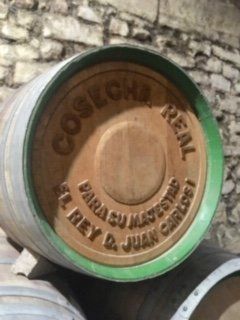 COSECHA REAL
PARA SU MAJESTAD
EL REY D. JUAN CARLOS I